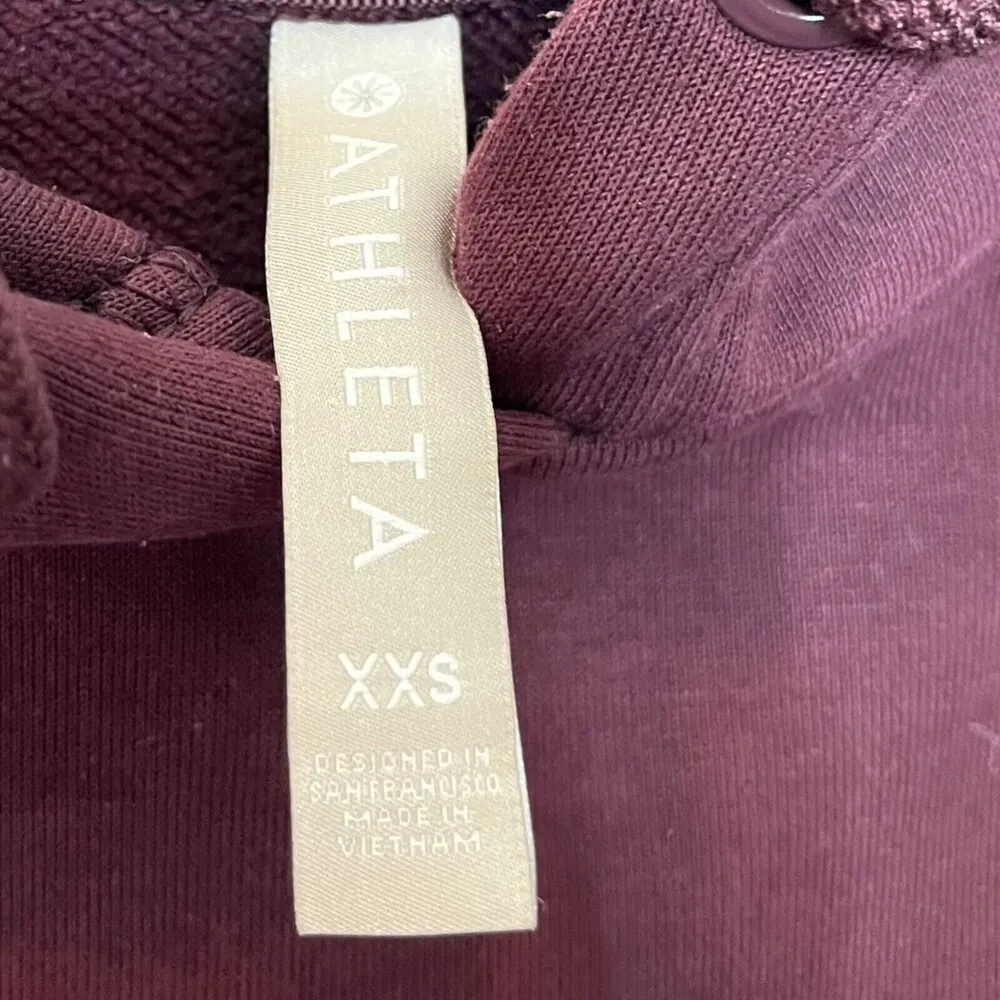 ATHLETA
XXS
DESIGNED IN
SAN FRANCISCO
MADE IN
VIETNAM